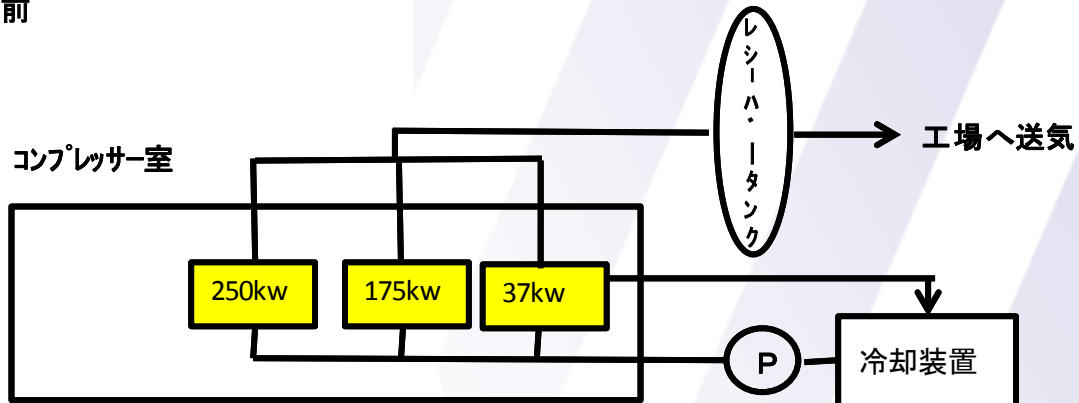 前
レシーハ・ータンク
工場へ送気
コンプレッサー室
250kw
175kw
37kw
P
冷却装置